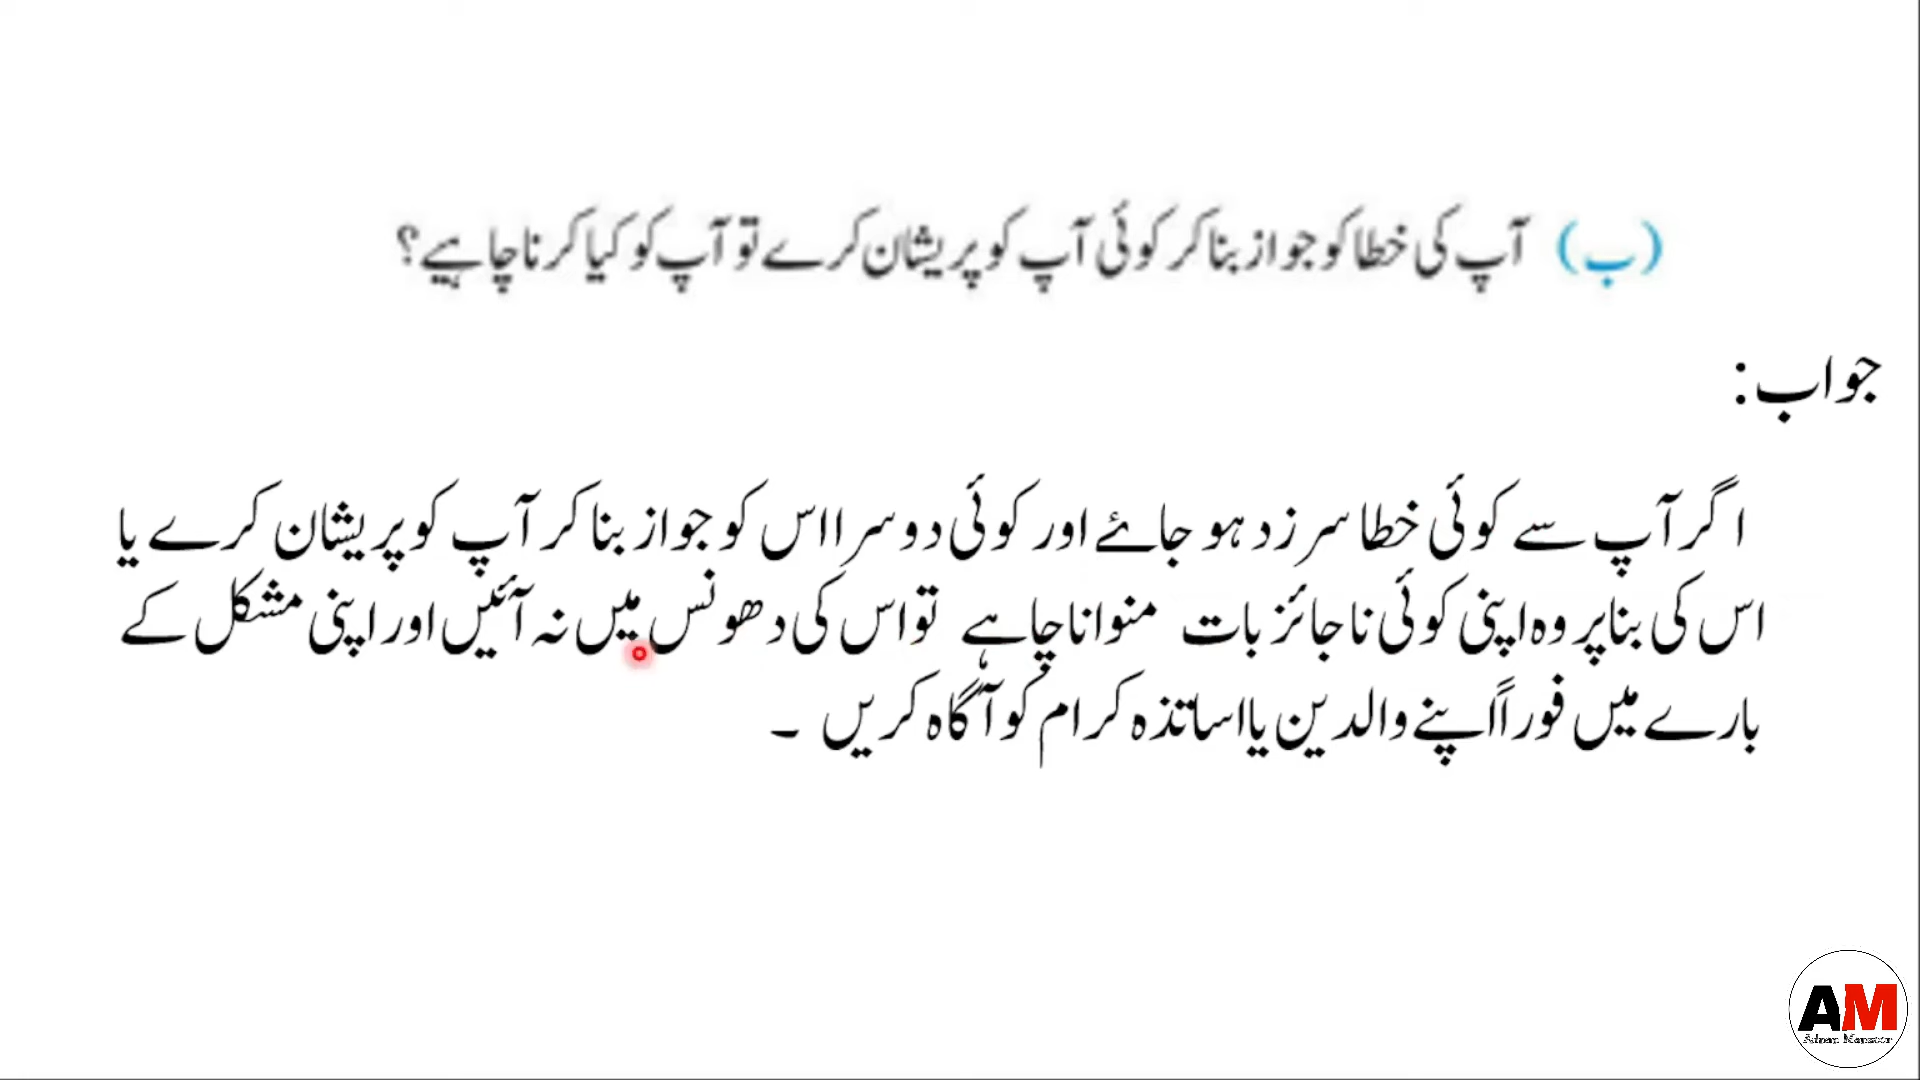 (ب) آپ کی خطا کو جواز بنا کر کوئی آپ کو پریشان کرے تو آپ کو کیا کرنا چاہیے؟
جواب:
اگر آپ سے کوئی خطا سرزد ہو جائے اور کوئی دوسرا اس کو جواز بنا کر آپ کو پریشان کرے یا
اس کی بنا پر وہ اپنی کوئی ناجائز بات منوانا چاہے تو اس کی دھونس میں نہ آئیں اور اپنی مشکل کے
بارے میں فوراً اپنے والدین یا اساتذہ کرام کو آگاہ کریں ۔
AM
Adnan Mansoor